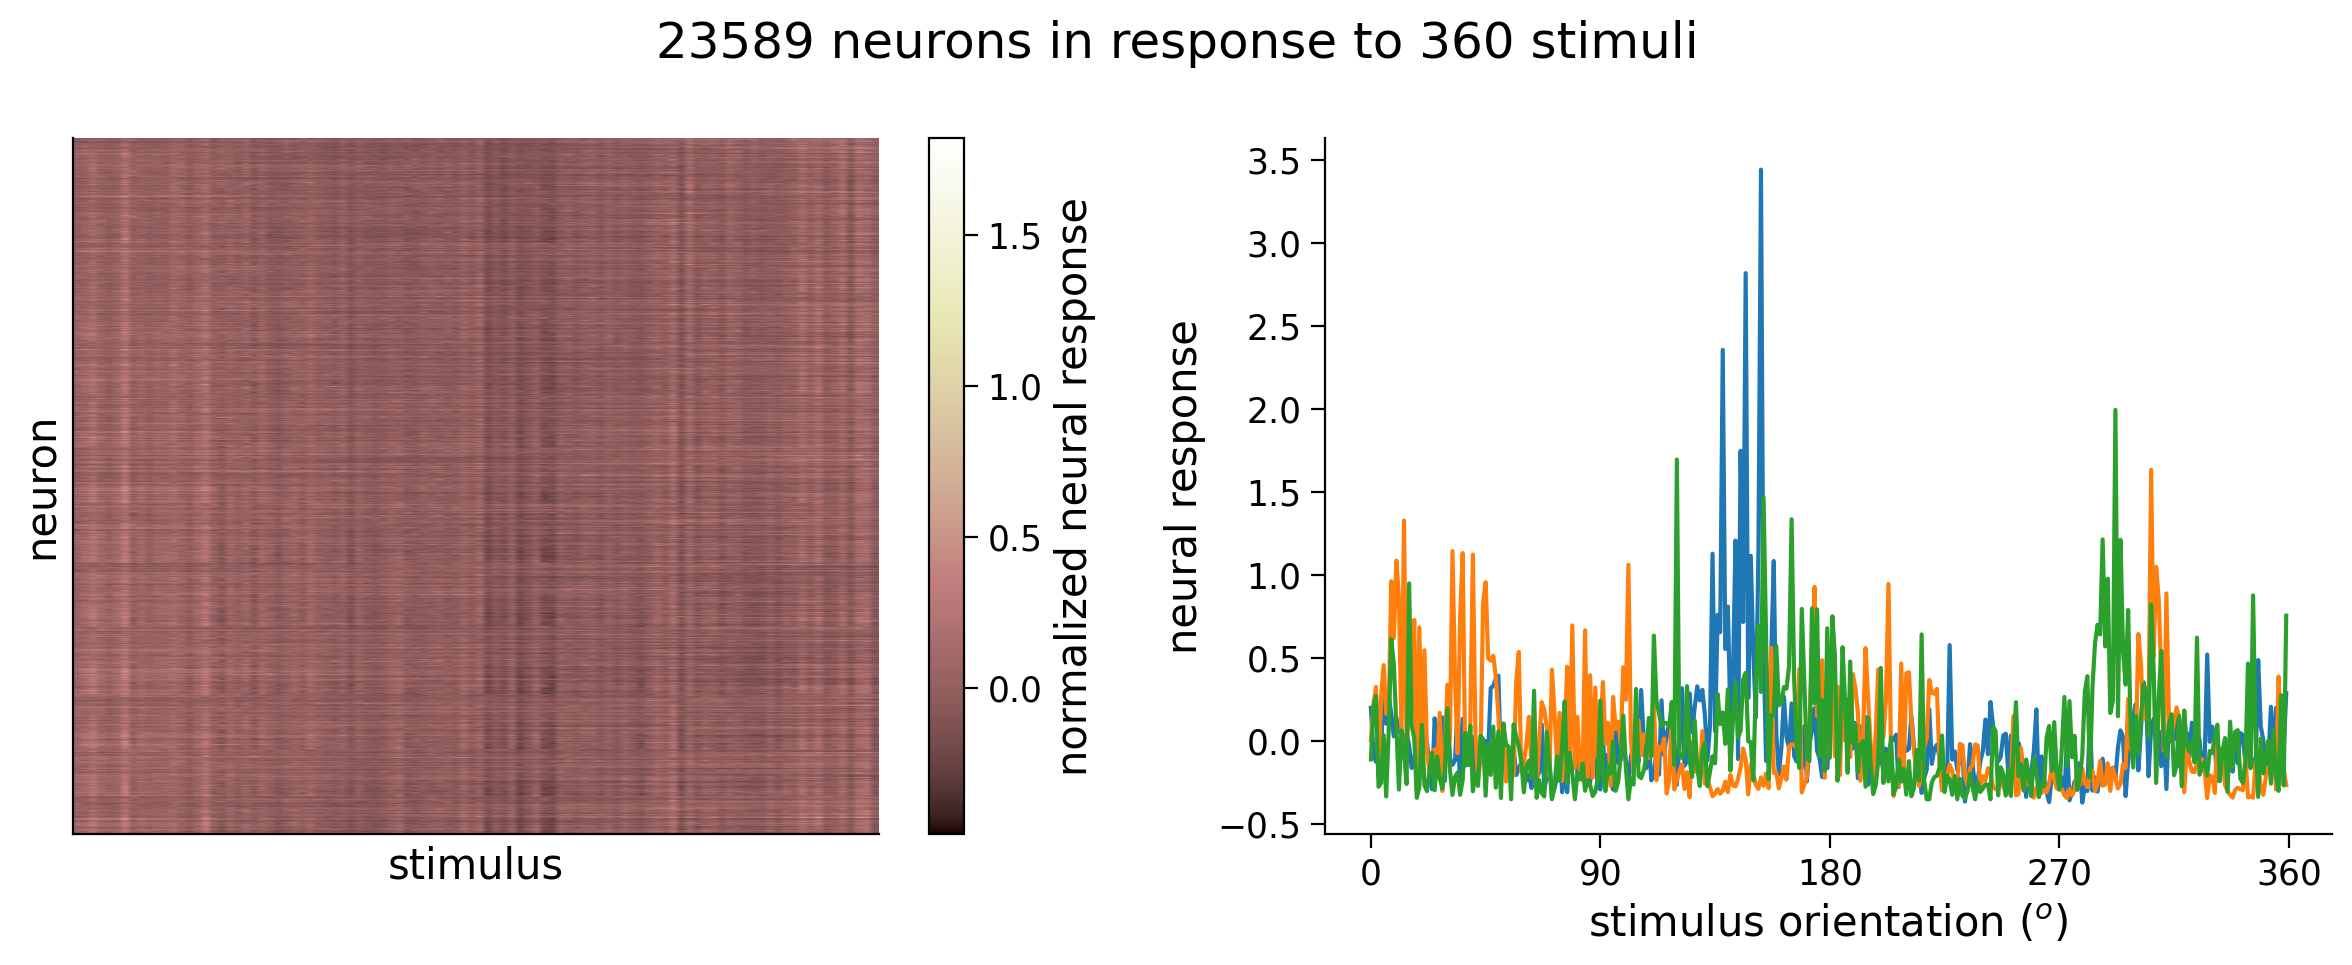 23589 neurons in response to 360 stimuli
neuron
stimulus
1.5
1.0
0.5
0.0
normalized neural response
neural response
3.5
3.0
2.5
2.0
1.5
1.0
0.5
0.0
−0.5
0 90 180 270 360
stimulus orientation (o)